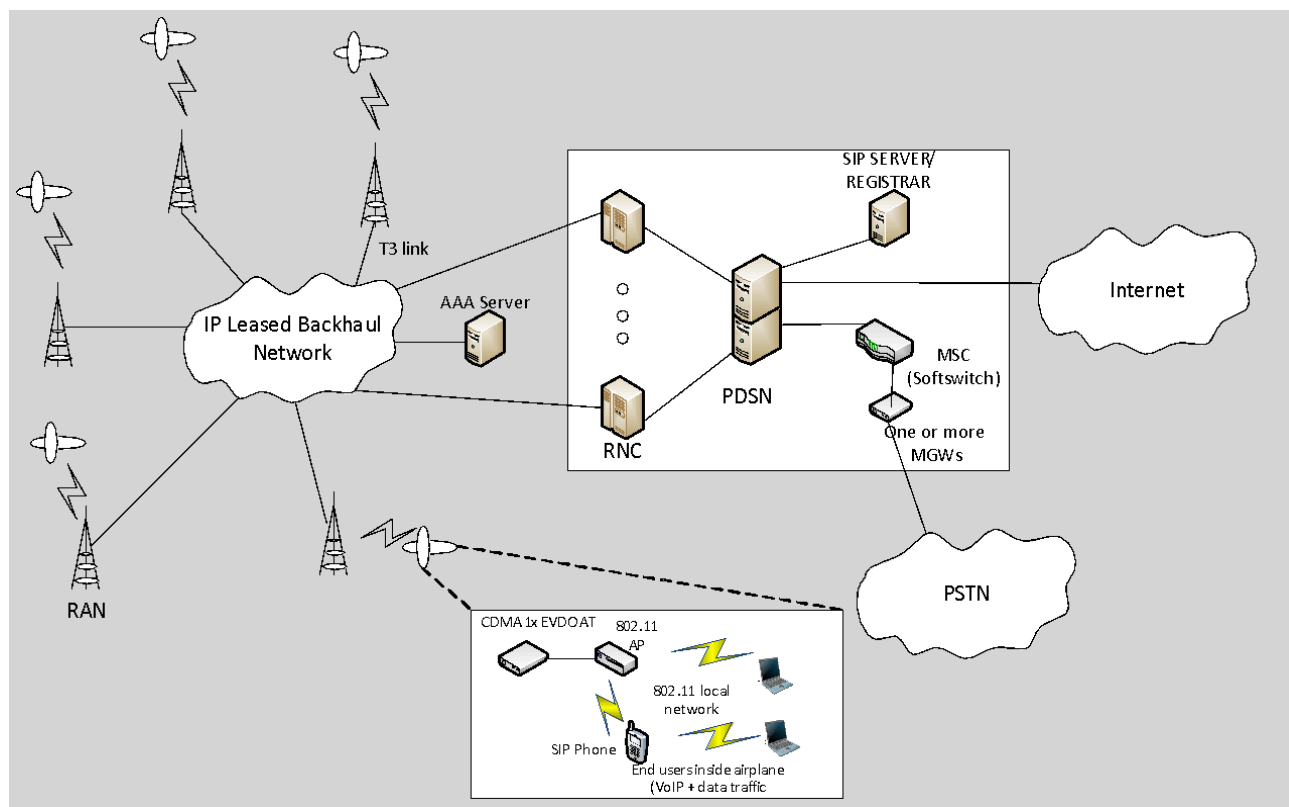 SIP SERVER/
REGISTRAR
T3 link
AAA Server
IP Leased Backhaul
Network
Internet
MSC
(Softswitch)
PDSN
RNC
One or more
MGWs
RAN
PSTN
CDMA 1x EVDOAT
802.11
AP
802.11 local
network
SIP Phone
End users inside airplane
(VoIP + data traffic